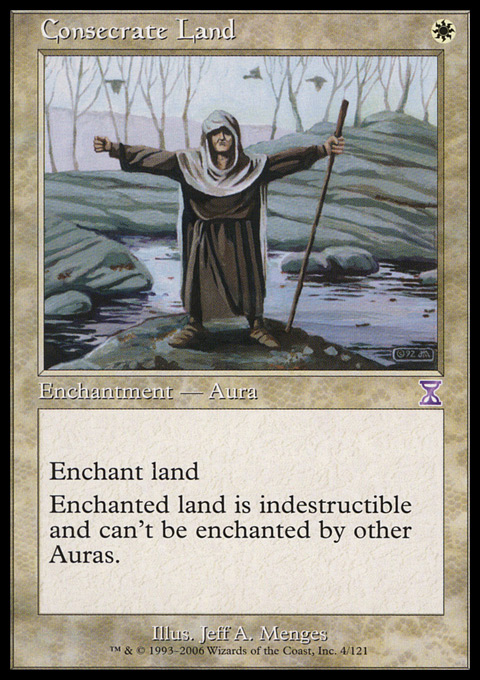 Consecrate Land
Enchantment — Aura
Enchant land
Enchanted land is indestructible
and can't be enchanted by other
Auras.
Illus. Jeff A. Menges
™ & © 1993–2006 Wizards of the Coast, Inc. 4/121